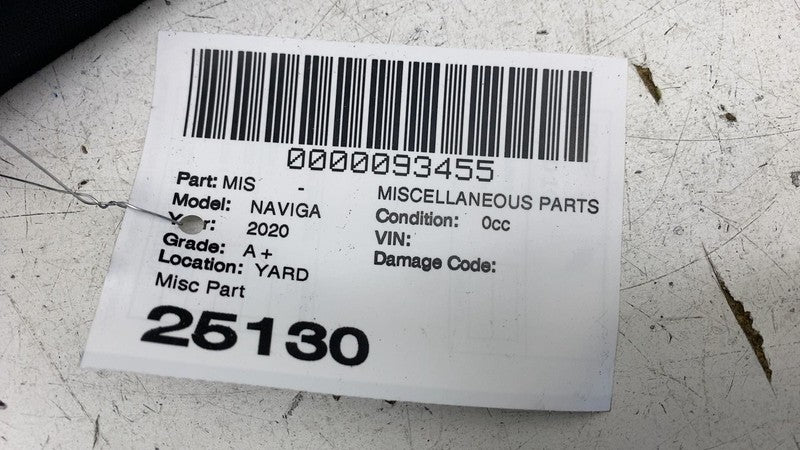 0000093455
Part: MIS - MISCELLANEOUS PARTS
Model: NAVIGA Condition: 0cc
Year: 2020 VIN:
Grade: A+ Damage Code:
Location: YARD
Misc Part
25130